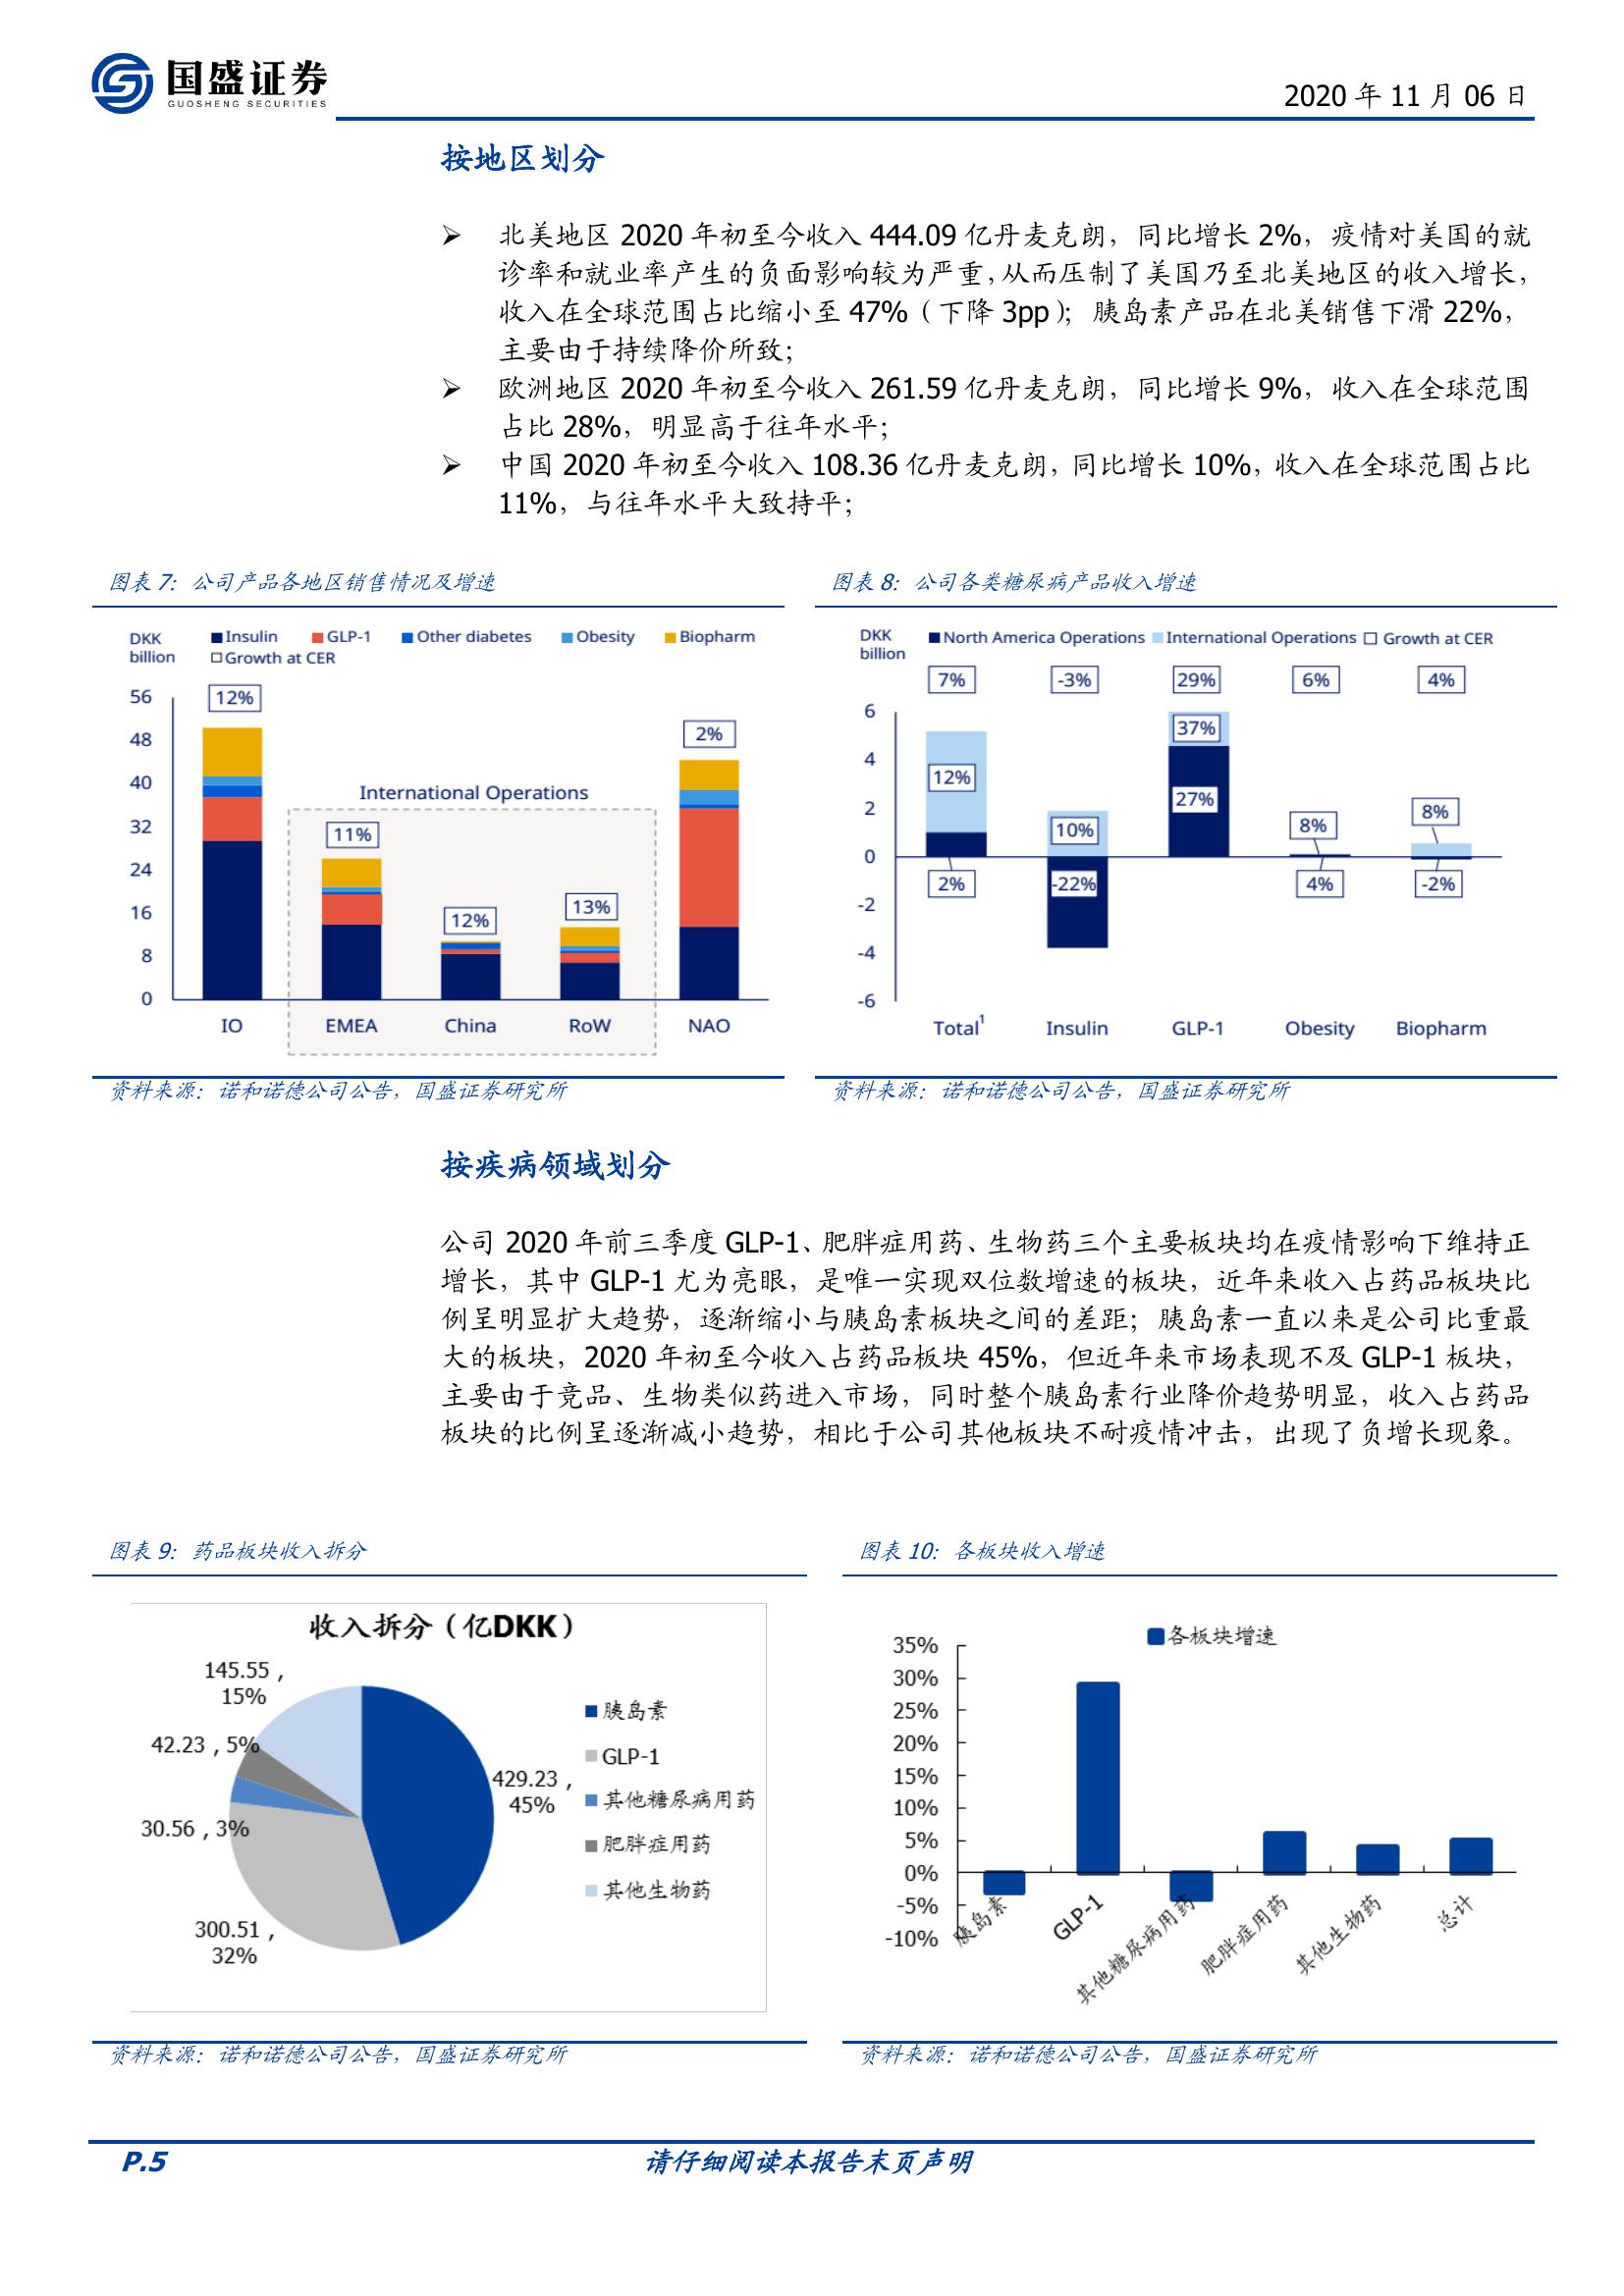 国盛证券
GUOSHENG SECURITIES
2020 年 11 月 06 日
按地区划分
➢ 北美地区 2020 年初至今收入 444.09 亿丹麦克朗，同比增长 2%，疫情对美国的就
诊率和就业率产生的负面影响较为严重，从而压制了美国乃至北美地区的收入增长，
收入在全球范围占比缩小至 47%（下降 3pp）；胰岛素产品在北美销售下滑 22%，
主要由于持续降价所致；
➢ 欧洲地区 2020 年初至今收入 261.59 亿丹麦克朗，同比增长 9%，收入在全球范围
占比 28%，明显高于往年水平；
➢ 中国 2020 年初至今收入 108.36 亿丹麦克朗，同比增长 10%，收入在全球范围占比
11%，与往年水平大致持平；
图表 7：公司产品各地区销售情况及增速
DKK
billion
Insulin GLP-1 Other diabetes Obesity Biopharm
Growth at CER
56
48
40
32
24
16
8
0
12%
International Operations
11%
12%
13%
2%
IO EMEA China RoW NAO
资料来源：诺和诺德公司公告，国盛证券研究所
图表 8：公司各类糖尿病产品收入增速
DKK
billion
North America Operations International Operations Growth at CER
7% -3% 29% 6% 4%
6
4
2
0
-2
-4
-6
12%
2%
10%
-22%
37%
27%
8%
4%
8%
-2%
Total1 Insulin GLP-1 Obesity Biopharm
资料来源：诺和诺德公司公告，国盛证券研究所
按疾病领域划分
公司 2020 年前三季度 GLP-1、肥胖症用药、生物药三个主要板块均在疫情影响下维持正
增长，其中 GLP-1 尤为亮眼，是唯一实现双位数增速的板块，近年来收入占药品板块比
例呈明显扩大趋势，逐渐缩小与胰岛素板块之间的差距；胰岛素一直以来是公司比重最
大的板块，2020 年初至今收入占药品板块 45%，但近年来市场表现不及 GLP-1 板块，
主要由于竞品、生物类似药进入市场，同时整个胰岛素行业降价趋势明显，收入占药品
板块的比例呈逐渐减小趋势，相比于公司其他板块不耐疫情冲击，出现了负增长现象。
图表 9：药品板块收入拆分
收入拆分（亿DKK）
145.55 ,
15%
42.23 , 5%
30.56 , 3%
300.51 ,
32%
429.23 ,
45%
胰岛素
GLP-1
其他糖尿病用药
肥胖症用药
其他生物药
资料来源：诺和诺德公司公告，国盛证券研究所
图表 10：各板块收入增速
各板块增速
35%
30%
25%
20%
15%
10%
5%
0%
-5%
-10%
胰岛素
GLP-1
其他糖尿病用药
肥胖症用药
其他生物药
总计
资料来源：诺和诺德公司公告，国盛证券研究所
P.5
请仔细阅读本报告末页声明